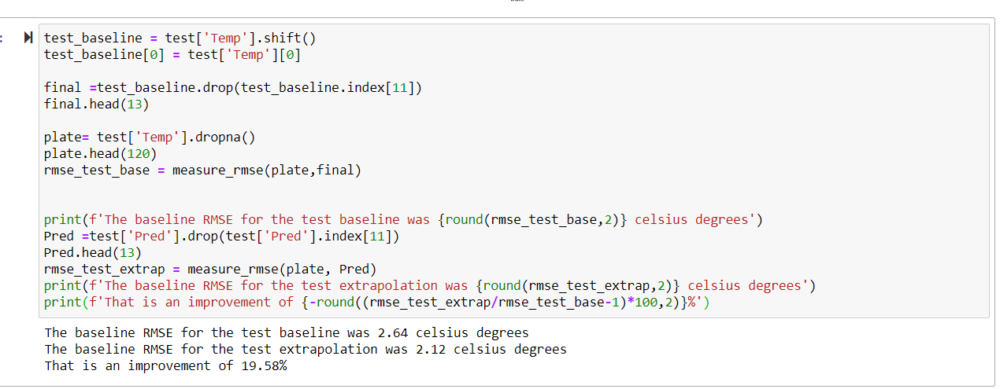 test_baseline = test['Temp'].shift()
test_baseline[0] = test['Temp'][0]
final =test_baseline.drop(test_baseline.index[11])
final.head(13)
plate= test['Temp'].dropna()
plate.head(120)
rmse_test_base = measure_rmse(plate,final)
print(f'The baseline RMSE for the test baseline was {round(rmse_test_base,2)} celsius degrees')
Pred =test['Pred'].drop(test['Pred'].index[11])
Pred.head(13)
rmse_test_extrap = measure_rmse(plate, Pred)
print(f'The baseline RMSE for the test extrapolation was {round(rmse_test_extrap,2)} celsius degrees')
print(f'That is an improvement of {-round((rmse_test_extrap/rmse_test_base-1)*100,2)}%')
The baseline RMSE for the test baseline was 2.64 celsius degrees
The baseline RMSE for the test extrapolation was 2.12 celsius degrees
That is an improvement of 19.58%